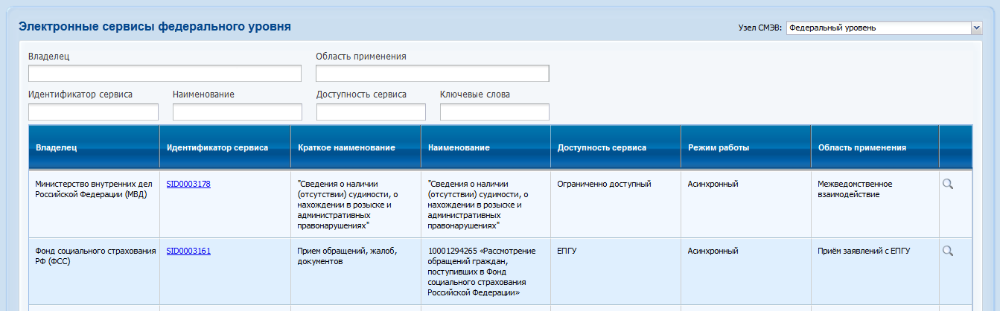 Электронные сервисы федерального уровня
Узел СМЭВ: Федеральный уровень
Владелец Область применения
Идентификатор сервиса Наименование Доступность сервиса Ключевые слова
Владелец Идентификатор сервиса Краткое наименование Наименование Доступность сервиса Режим работы Область применения
Министерство внутренних дел SID0003178 "Сведения о наличии "Сведения о наличии Ограниченно доступный Асинхронный Межведомственное
Российской Федерации (МВД) (отсутствии) судимости, о (отсутствии) судимости, о взаимодействие
нахождении в розыске и нахождении в розыске и
административных административных
правонарушениях" правонарушениях"
Фонд социального страхования SID0003161 Прием обращений, жалоб, 10001294265 «Рассмотрение ЕПГУ Асинхронный Приём заявлений с ЕПГУ
РФ (ФСС) документов обращений граждан,
поступивших в Фонд
социального страхования
Российской Федерации»